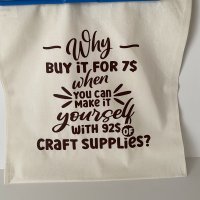 Why
BUY IT FOR 7$
when
YOU CAN
MAKE IT
yourself
WITH 92$ OF
CRAFT SUPPLIES?